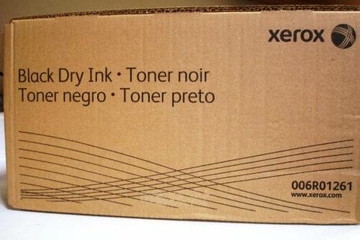 xerox
Black Dry Ink • Toner noir
Toner negro • Toner preto
006R01261
www.xerox.com